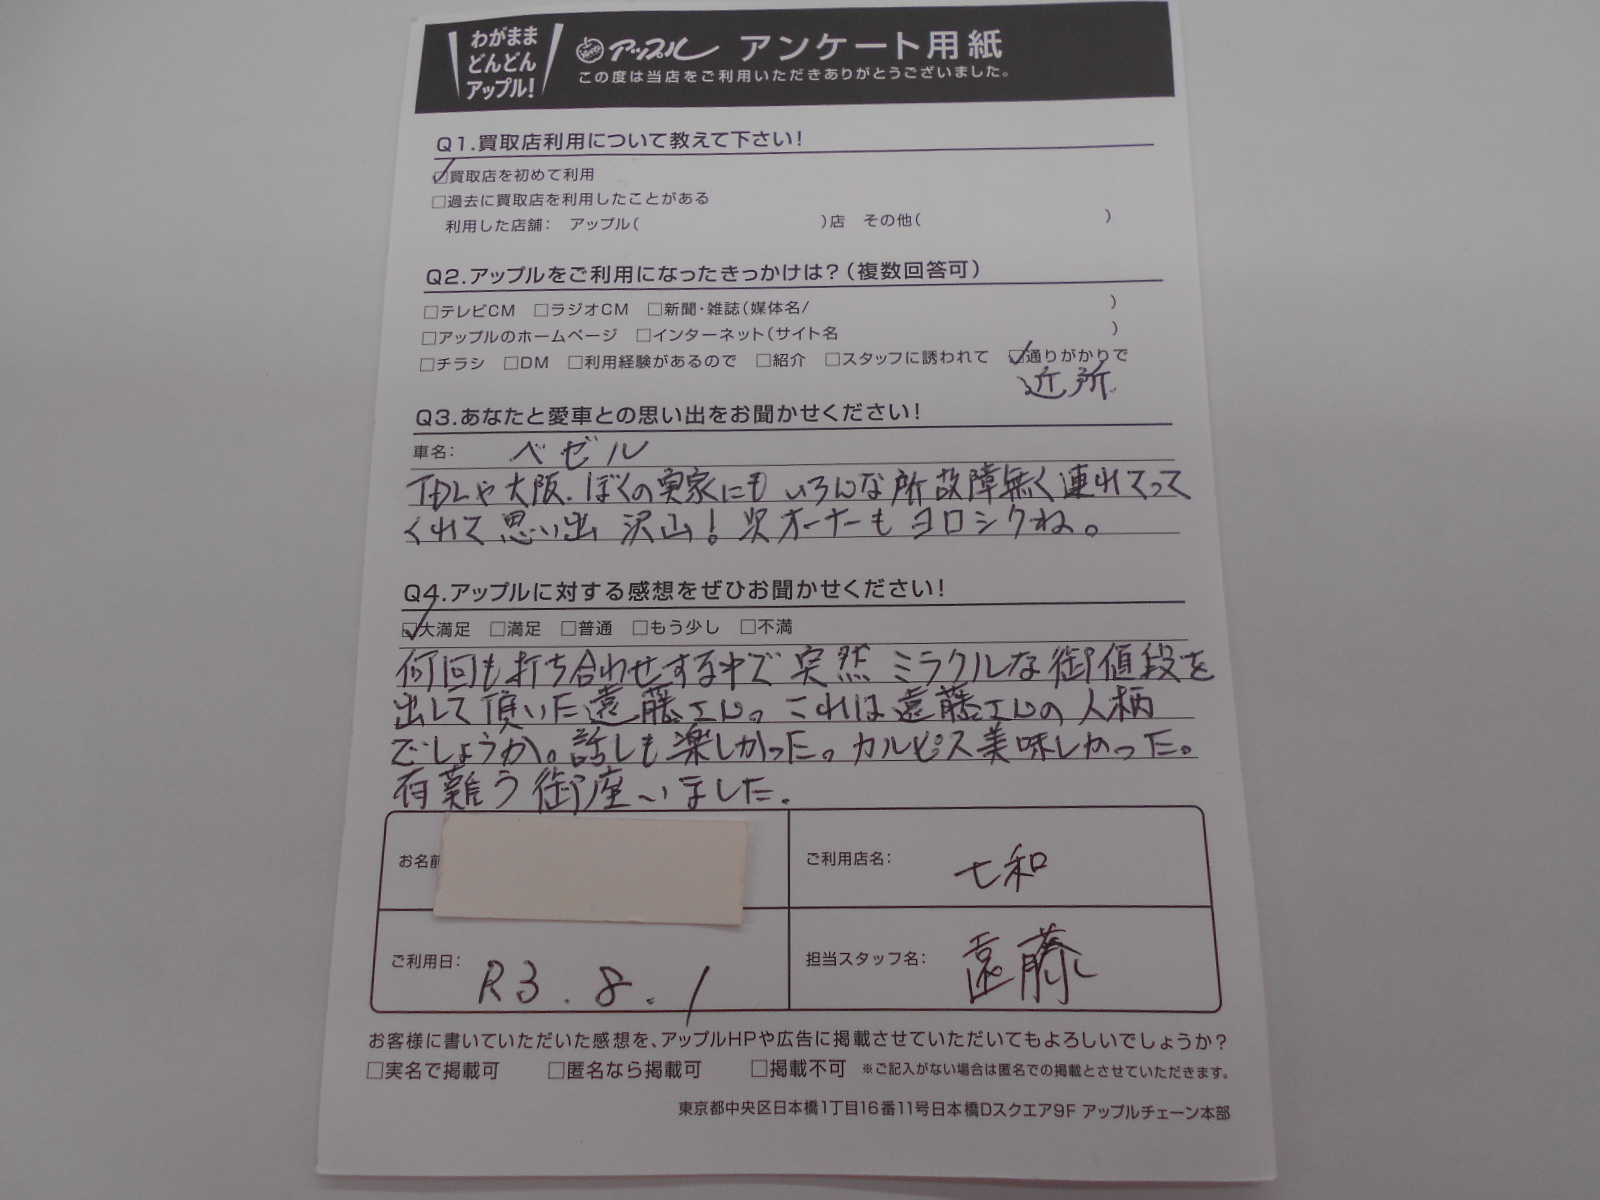 わがまま
どんどん
アップル!
アップル アンケート用紙
この度は当店をご利用いただきありがとうございました。
Q1.買取店利用について教えて下さい!
☑買取店を初めて利用
□過去に買取店を利用したことがある
利用した店舗: アップル( )店 その他( )
Q2.アップルをご利用になったきっかけは?(複数回答可)
□テレビCM □ラジオCM □新聞・雑誌(媒体名/ )
□アップルのホームページ □インターネット(サイト名 )
□チラシ □DM □利用経験があるので □紹介 □スタッフに誘われて ☑通りがかりで
近所
Q3.あなたと愛車との思い出をお聞かせください!
車名: ベゼル
TDLや大阪.ぼくの実家にもいろんな所故障無く連れてって
くれて思い出沢山!次オーナーもヨロシクね。
Q4.アップルに対する感想をぜひお聞かせください!
☑大満足 □満足 □普通 □もう少し □不満
何回も打ち合わせする中で突然ミラクルな御値段を
出して頂いた遠藤さん。これは遠藤さんの人柄
でしょうか。話しも楽しかった。カルピス美味しかった。
有難う御座いました.
お名前
ご利用店名: 七和
ご利用日: R3.8.1
担当スタッフ名: 遠藤
お客様に書いていただいた感想を、アップルHPや広告に掲載させていただいてもよろしいでしょうか?
□実名で掲載可 □匿名なら掲載可 □掲載不可 ※ご記入がない場合は匿名での掲載とさせていただきます。
東京都中央区日本橋1丁目16番11号日本橋Dスクエア9F アップルチェーン本部